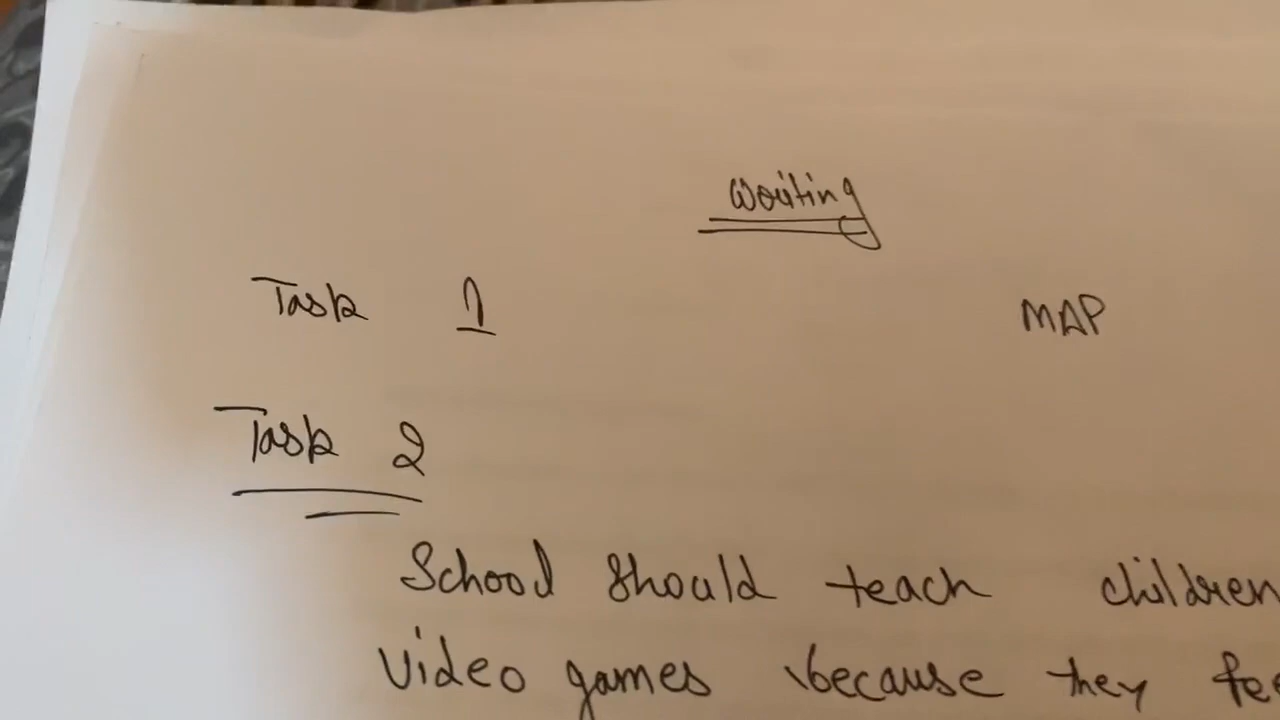 Writing
Task 1 MAP
Task 2
School should teach children
video games because they